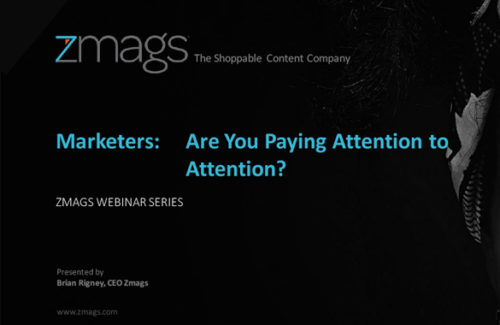 zmags The Shoppable Content Company
Marketers: Are You Paying Attention to
Attention?
ZMAGS WEBINAR SERIES
Presented by
Brian Rigney, CEO Zmags
www.zmags.com